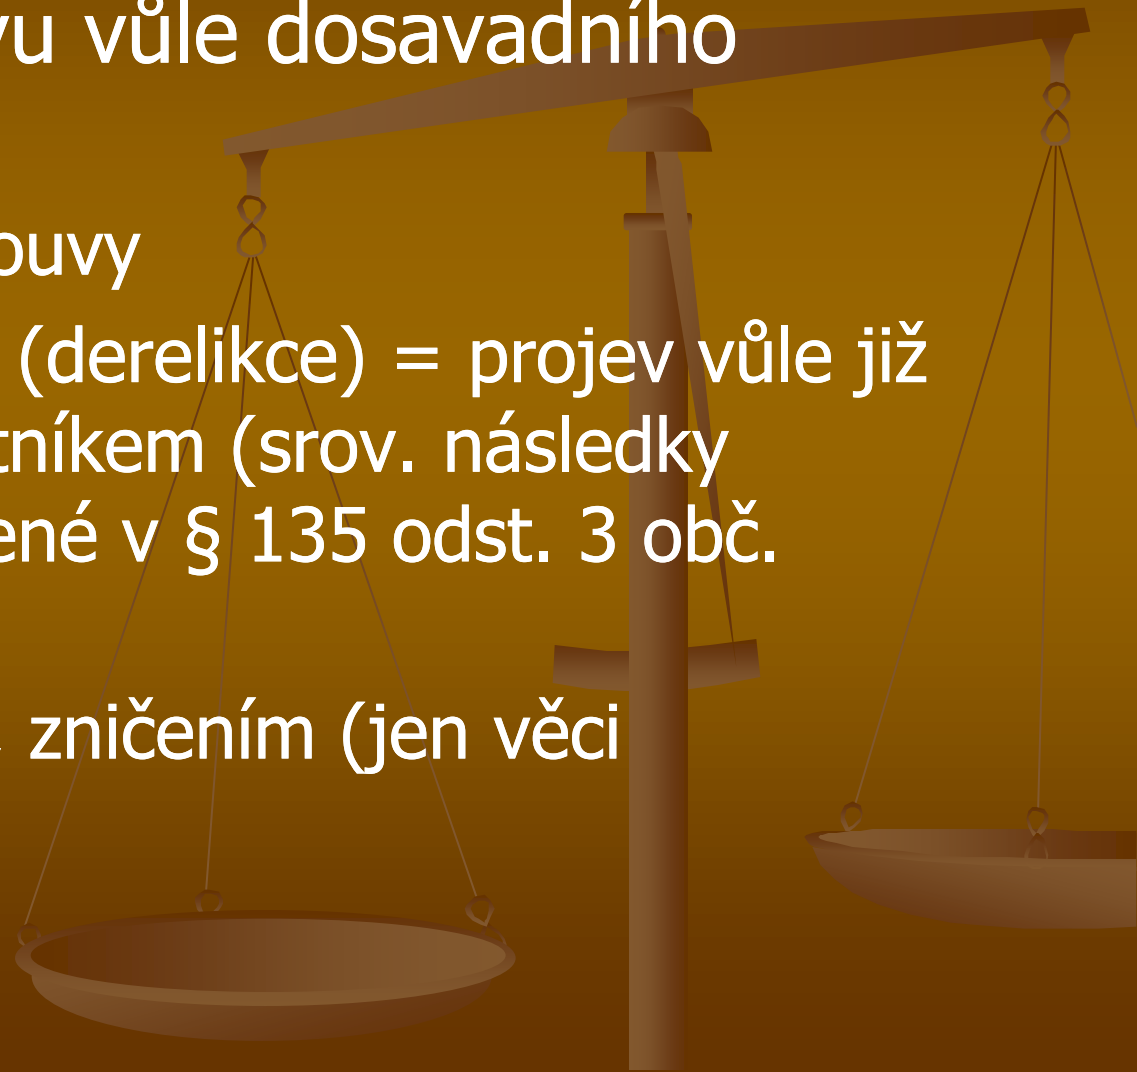 vu vůle dosavadního
ouvy
(derelikce) = projev vůle již
tníkem (srov. následky
ené v § 135 odst. 3 obč.
zničením (jen věci